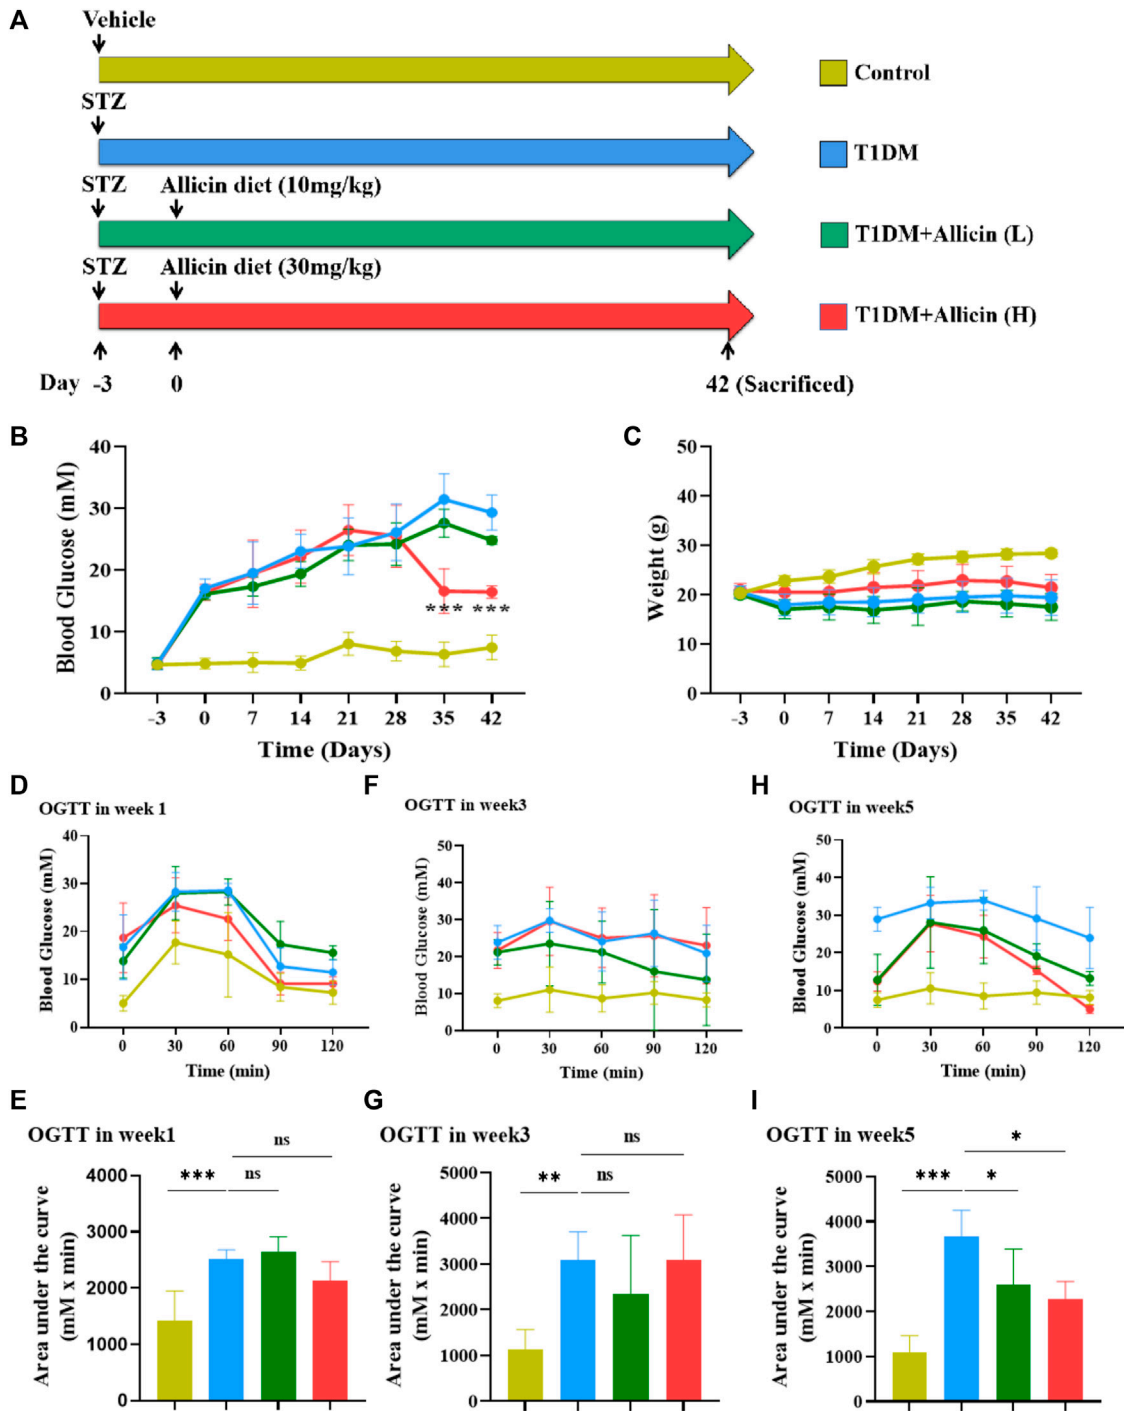 A
Vehicle
Control
STZ
T1DM
STZ Allicin diet (10mg/kg)
T1DM+Allicin (L)
STZ Allicin diet (30mg/kg)
T1DM+Allicin (H)
Day -3 0 42 (Sacrificed)
B
Blood Glucose (mM)
40
30
20
10
0
*** ***
-3 0 7 14 21 28 35 42
Time (Days)
C
Weight (g)
50
40
30
20
10
0
-3 0 7 14 21 28 35 42
Time (Days)
D
OGTT in week 1
Blood Glucose (mM)
40
30
20
10
0
0 30 60 90 120
Time (min)
F
OGTT in week3
Blood Glucose (mM)
50
40
30
20
10
0
0 30 60 90 120
Time (min)
H
OGTT in week5
Blood Glucose (mM)
50
40
30
20
10
0
0 30 60 90 120
Time (min)
E
OGTT in week1
ns
*** ns
Area under the curve
(mM x min)
4000
3000
2000
1000
0
G
OGTT in week3
ns
** ns
Area under the curve
(mM x min)
5000
4000
3000
2000
1000
0
I
OGTT in week5
*
*** *
Area under the curve
(mM x min)
5000
4000
3000
2000
1000
0